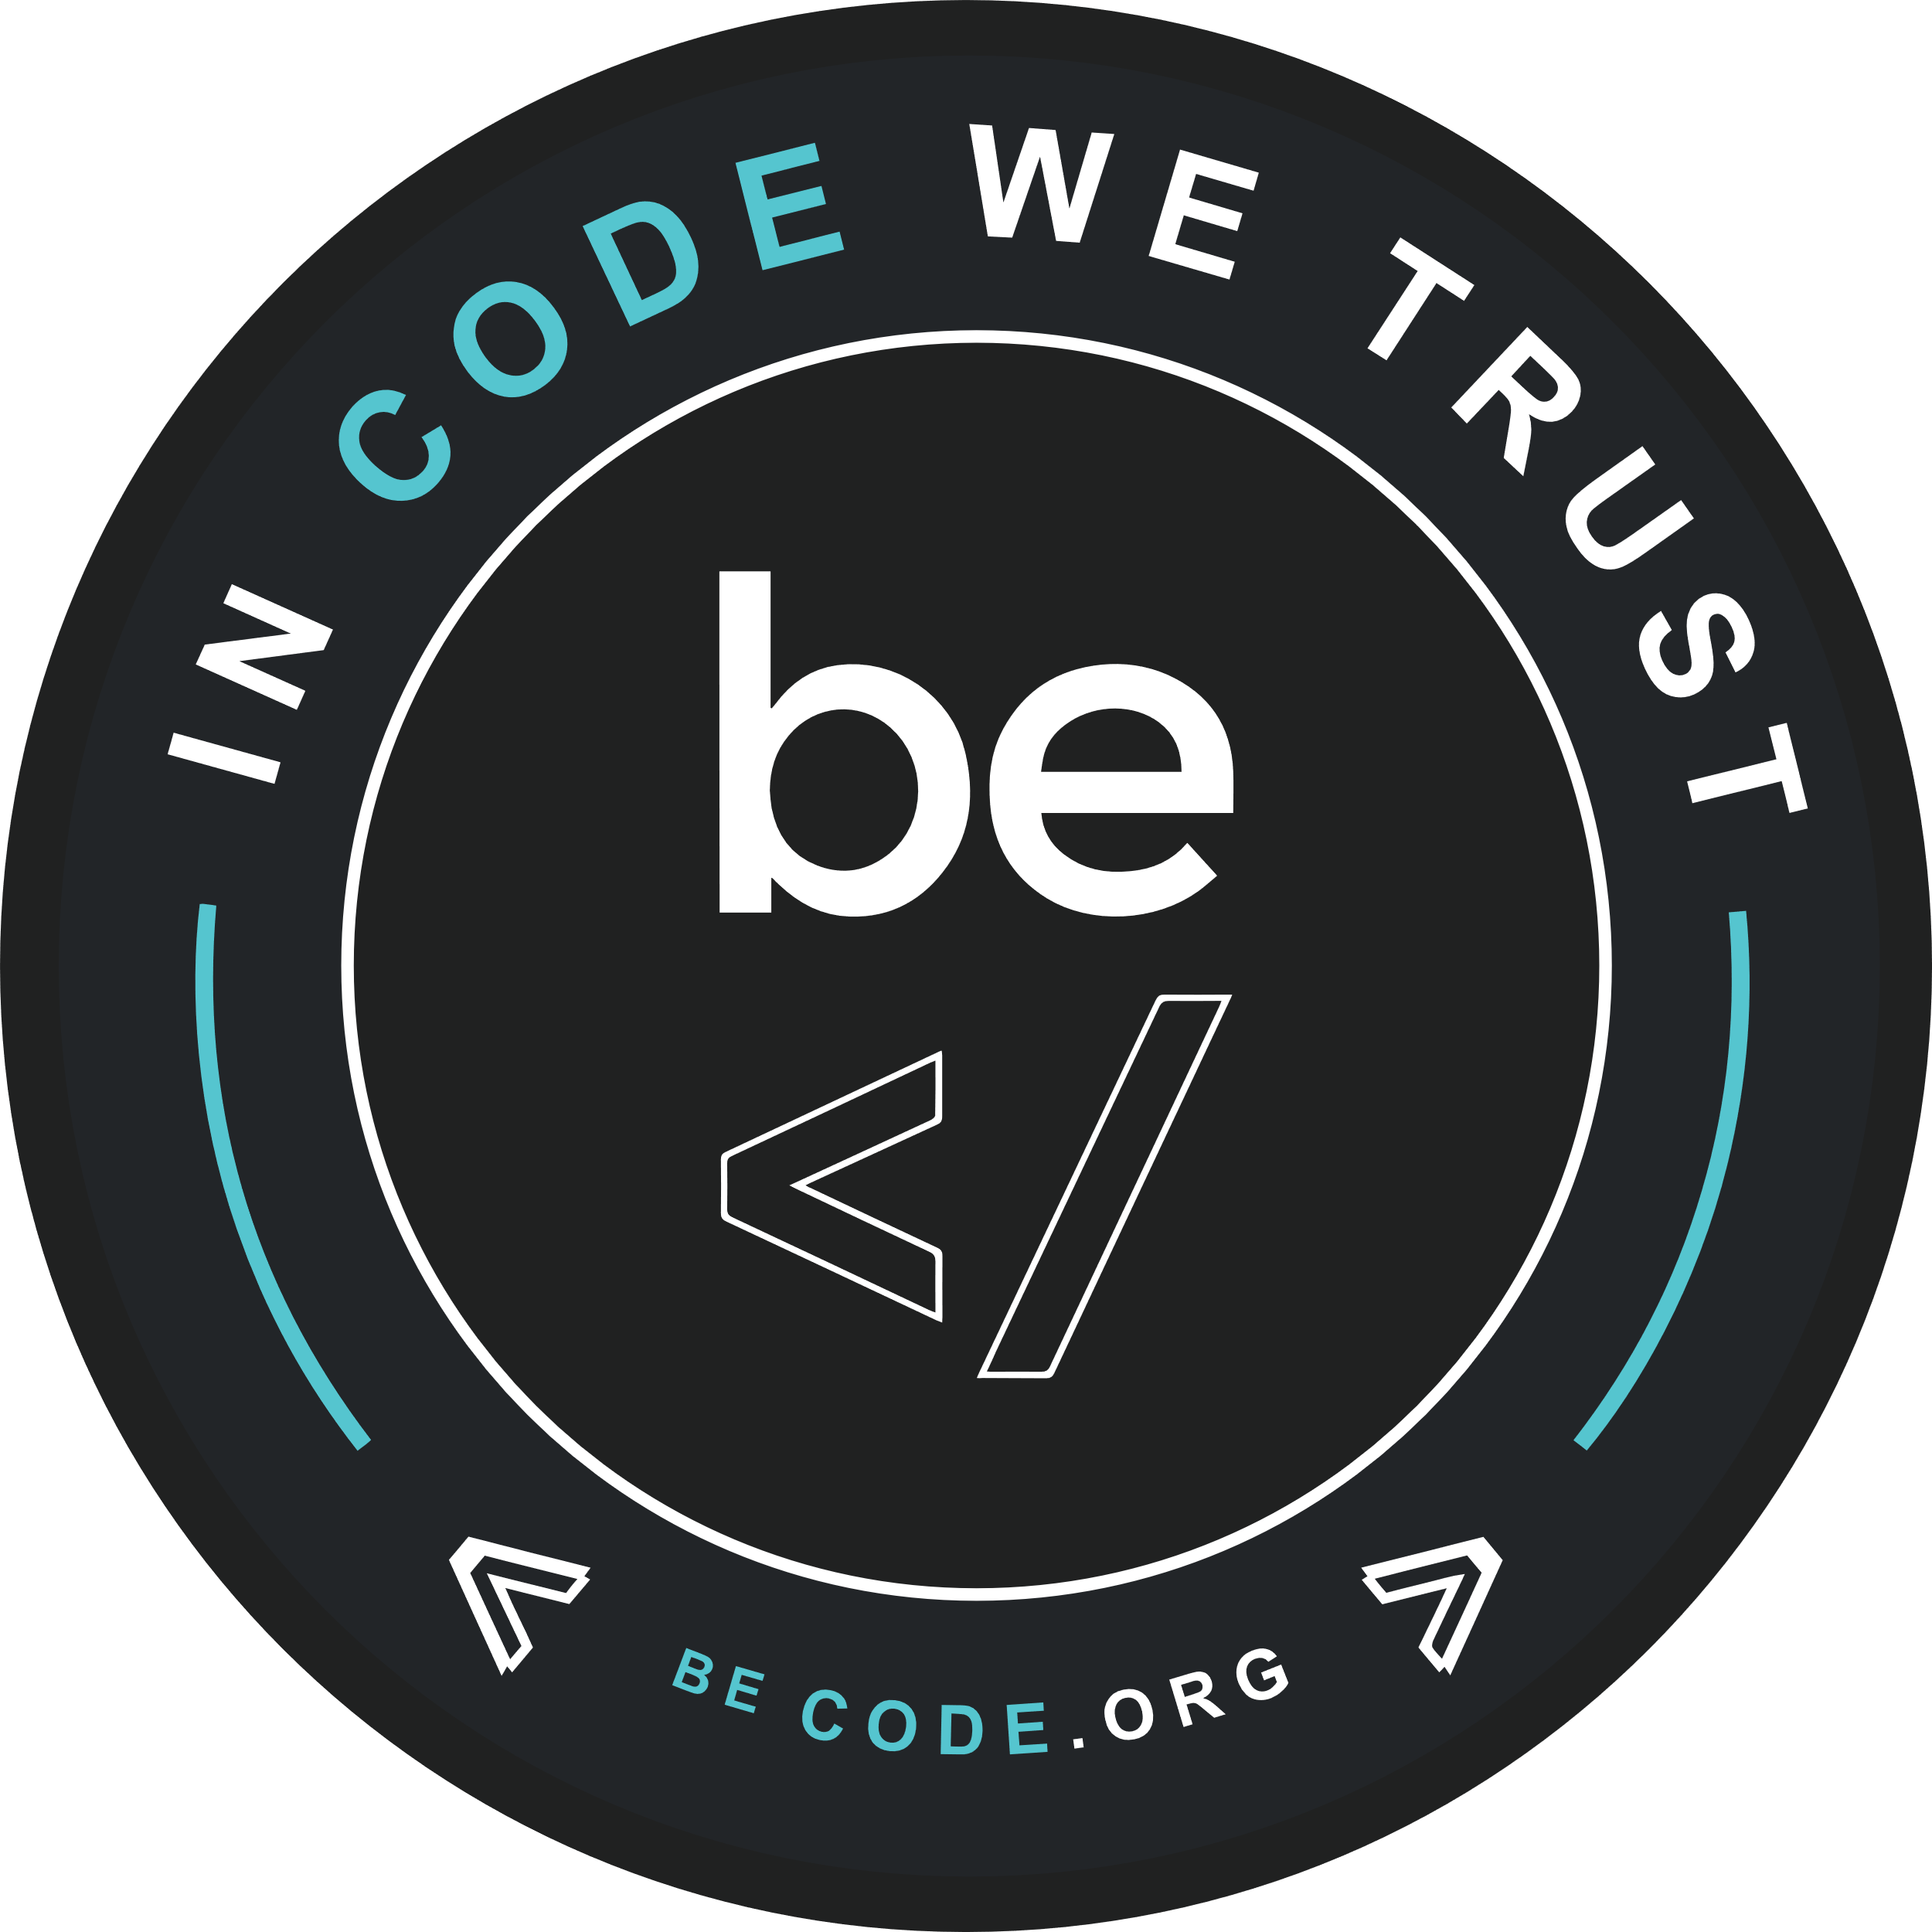 IN CODE WE TRUST
be
</
BE CODE.ORG